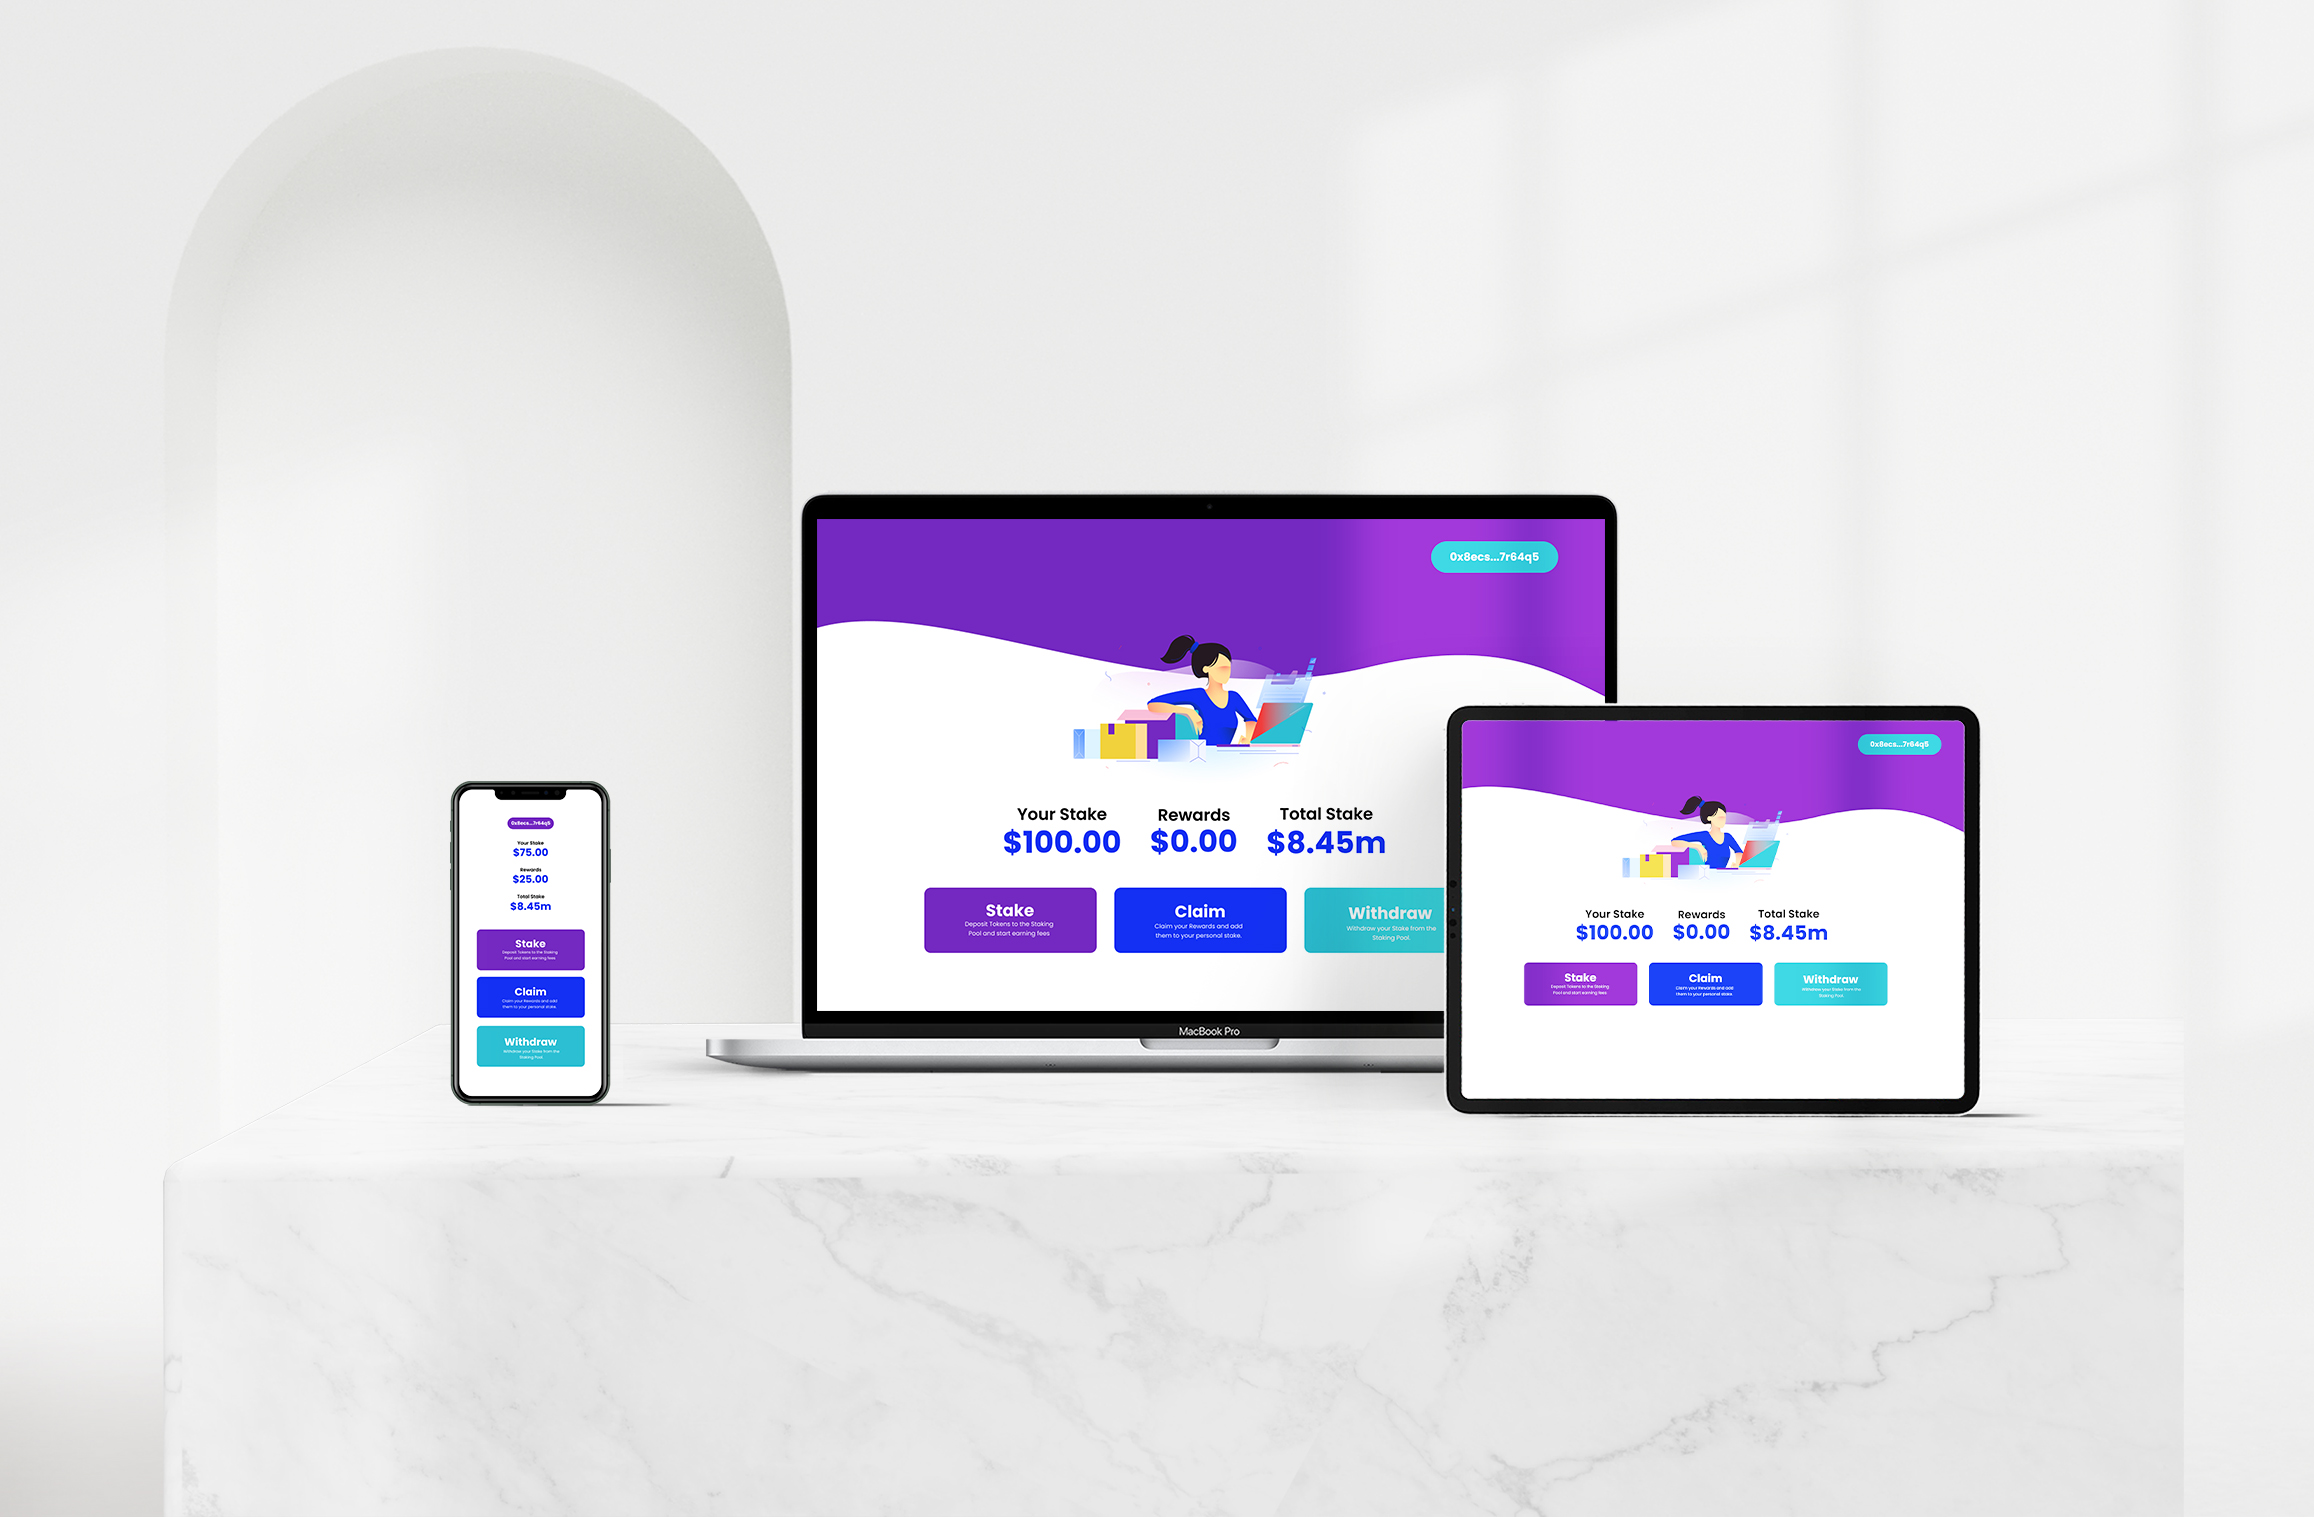 0x8ecs...7r64q5
Your Stake
$75.00
Rewards
$25.00
Total Stake
$8.45m
Stake
Deposit Tokens to the Staking
Pool and start earning fees
Claim
Claim your Rewards and add
them to your personal stake.
Withdraw
Withdraw your Stake from the
Staking Pool.
0x8ecs...7r64q5
Your Stake
Rewards
Total Stake
$100.00
$0.00
$8.45m
Stake
Deposit Tokens to the Staking
Pool and start earning fees
Claim
Claim your Rewards and add
them to your personal stake.
Withdraw
Withdraw your Stake from the
Staking Pool.
MacBook Pro
0x8ecs...7r64q5
Your Stake
Rewards
Total Stake
$100.00
$0.00
$8.45m
Stake
Deposit Tokens to the Staking
Pool and start earning fees
Claim
Claim your Rewards and add
them to your personal stake.
Withdraw
Withdraw your Stake from the
Staking Pool.